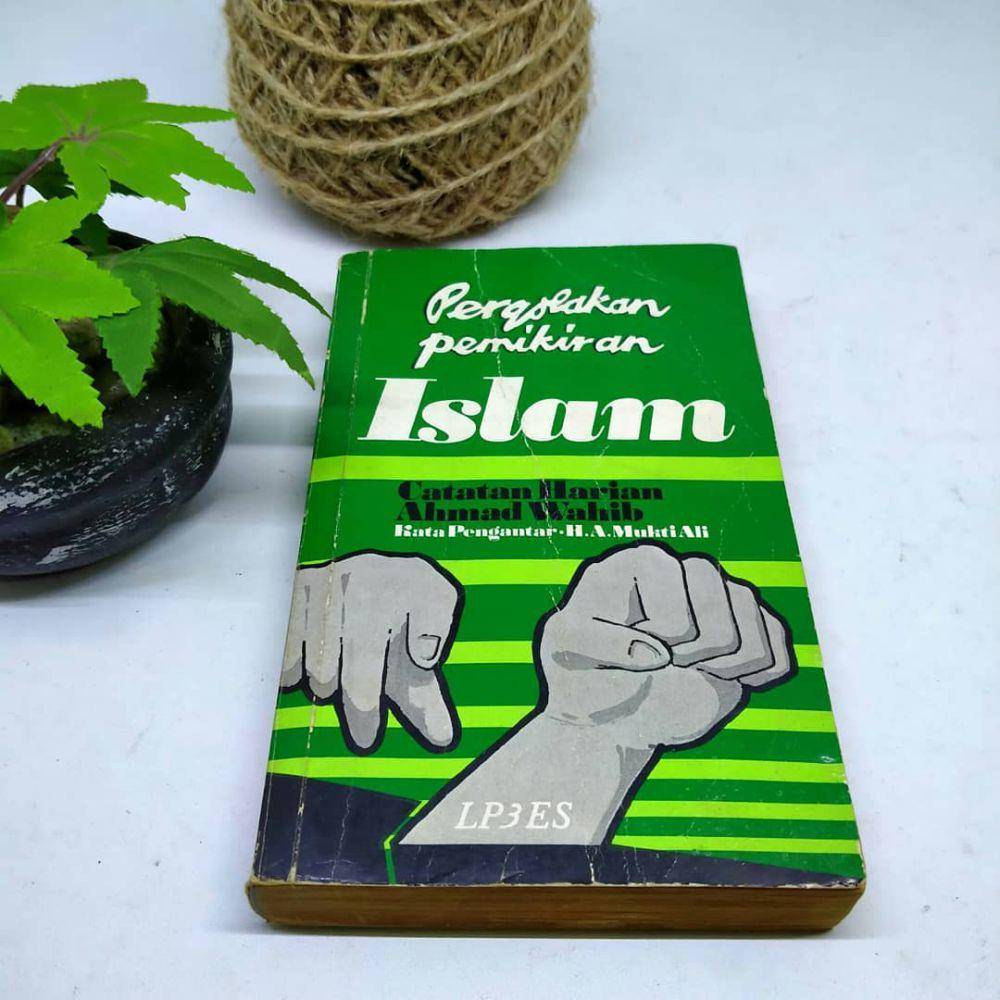 Pergolakan
pemikiran
Islam
Catatan Harian
Ahmad Wahib
Kata Pengantar · H.A. Mukti Ali
LP3ES